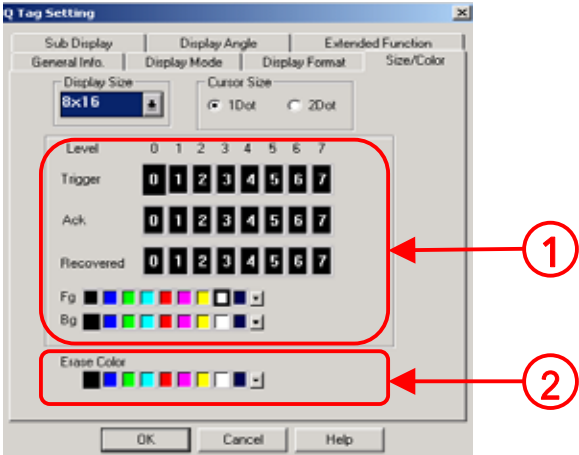 Q Tag Setting
Sub Display Display Angle Extended Function
General Info. Display Mode Display Format Size/Color
Display Size Cursor Size
8x16 1Dot 2Dot
Level 0 1 2 3 4 5 6 7
Trigger 0 1 2 3 4 5 6 7
Ack 0 1 2 3 4 5 6 7
Recovered 0 1 2 3 4 5 6 7
1
Fg
Bg
Erase Color
2
OK Cancel Help